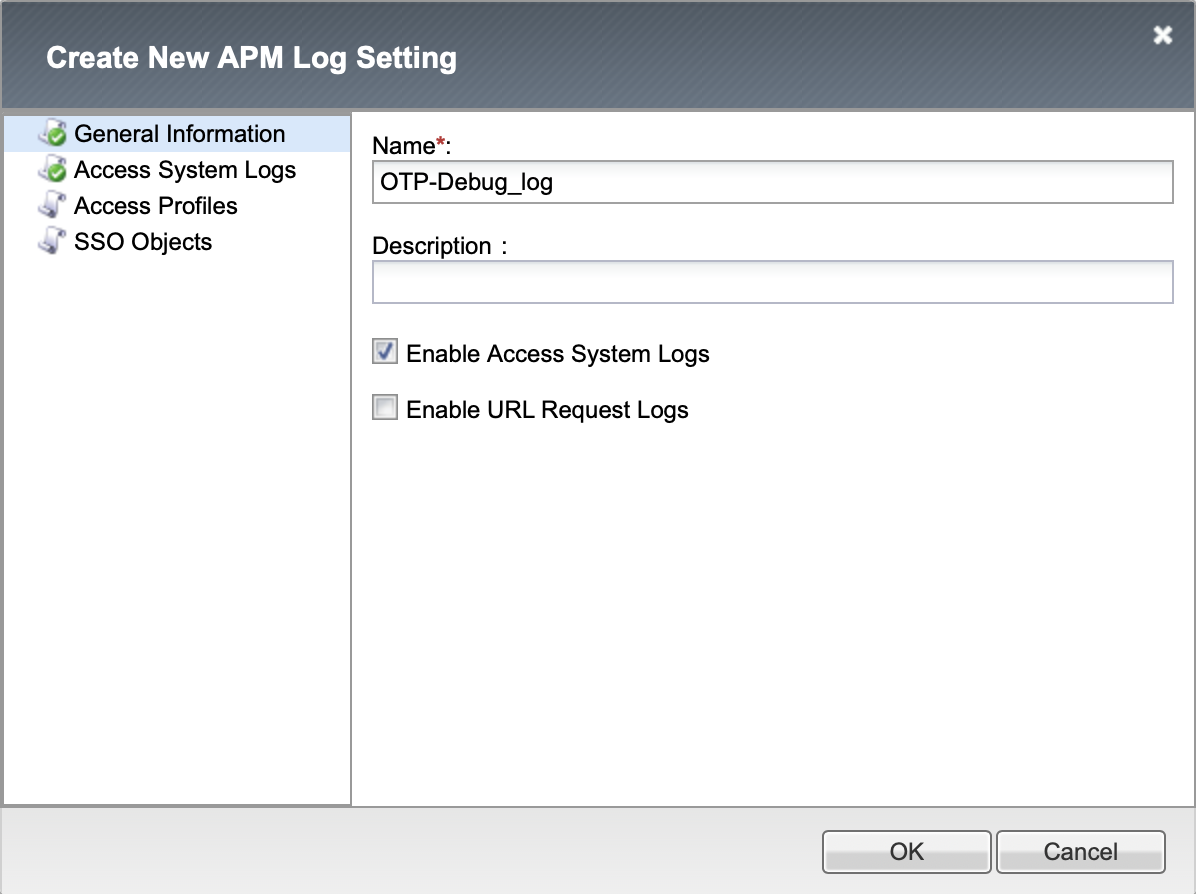 Create New APM Log Setting
General Information
Access System Logs
Access Profiles
SSO Objects
Name*:
OTP-Debug_log
Description :
Enable Access System Logs
Enable URL Request Logs
OK
Cancel